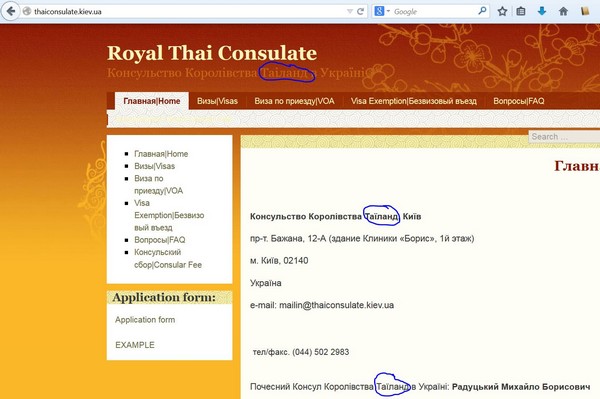 thaiconsulate.kiev.ua
Google
Royal Thai Consulate
Консульство Королівства Таїланд в Україні
Главная|Home Визы|Visas Виза по приезду|VOA Visa Exemption|Безвизовый въезд Вопросы|FAQ
Search ...
Главная|Home
Визы|Visas
Виза по
приезду|VOA
Visa
Exemption|Безвизо
вый въезд
Вопросы|FAQ
Консульский
сбор|Consular Fee
Application form:
Application form
EXAMPLE
Главн
Консульство Королівства Таїланд, Київ
пр-т. Бажана, 12-А (здание Клиники «Борис», 1й этаж)
м. Київ, 02140
Україна
e-mail: mailin@thaiconsulate.kiev.ua
тел/факс. (044) 502 2983
Почесний Консул Королівства Таїланд в Україні: Радуцький Михайло Борисович